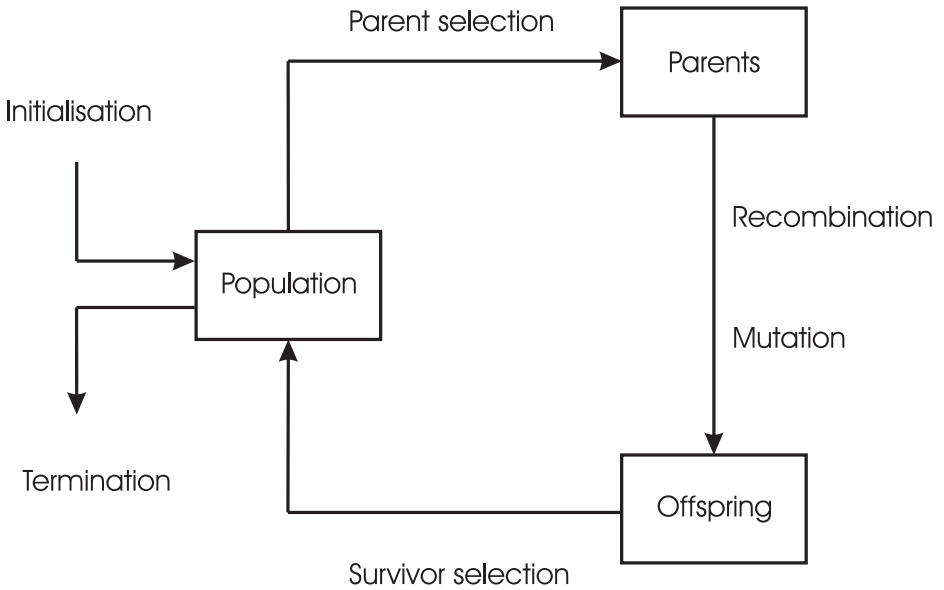 Parent selection
Parents
Initialisation
Recombination
Population
Mutation
Termination
Offspring
Survivor selection